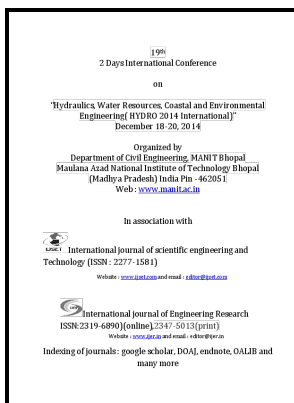 19th
2 Days International Conference
on
"Hydraulics, Water Resources, Coastal and Environmental
Engineering( HYDRO 2014 International)"
December 18-20, 2014
Organized by
Department of Civil Engineering, MANIT Bhopal
Maulana Azad National Institute of Technology Bhopal
(Madhya Pradesh) India Pin -462051
Web : www.manit.ac.in
In association with
IJSET
International journal of scientific engineering and
Technology (ISSN : 2277-1581)
Website : www.ijset.com and email : editor@ijset.com
International journal of Engineering Research
ISSN:2319-6890)(online),2347-5013(print)
Website : www.ijer.in and email : editor@ijer.in
Indexing of journals : google scholar, DOAJ, endnote, OALIB and
many more